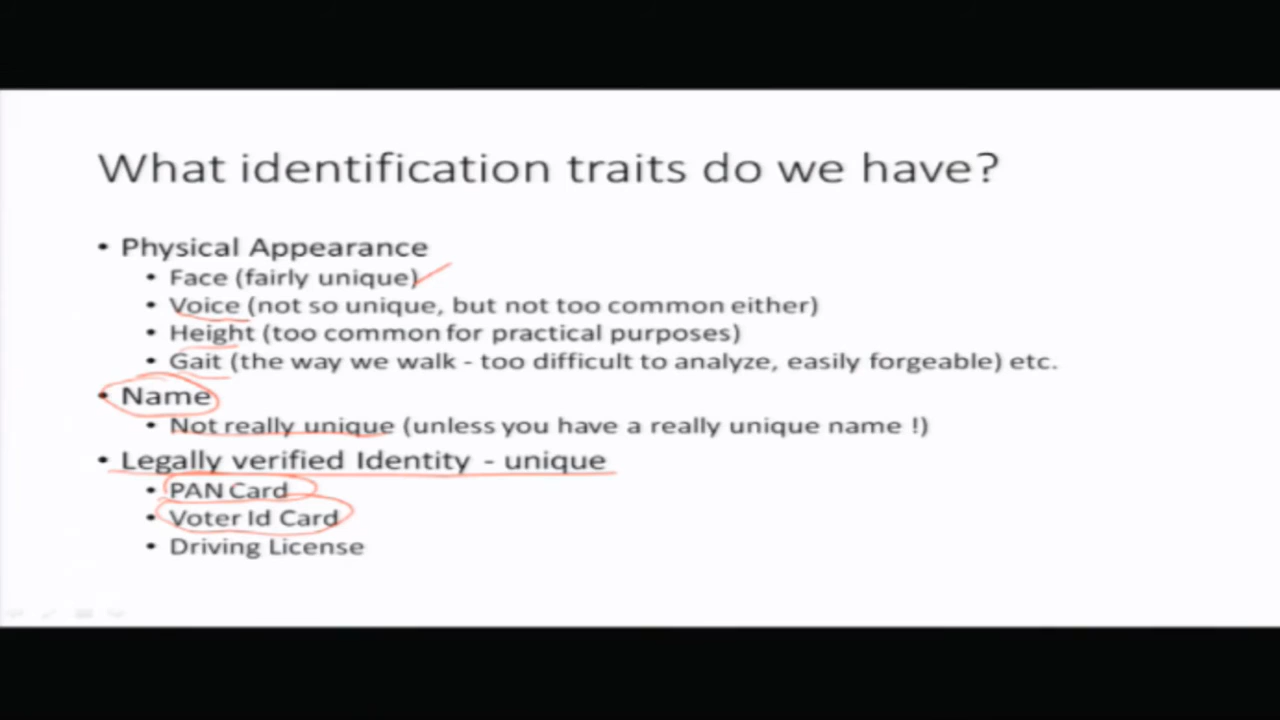 What identification traits do we have?
• Physical Appearance
• Face (fairly unique)
• Voice (not so unique, but not too common either)
• Height (too common for practical purposes)
• Gait (the way we walk - too difficult to analyze, easily forgeable) etc.
• Name
• Not really unique (unless you have a really unique name !)
• Legally verified Identity - unique
• PAN Card
• Voter Id Card
• Driving License